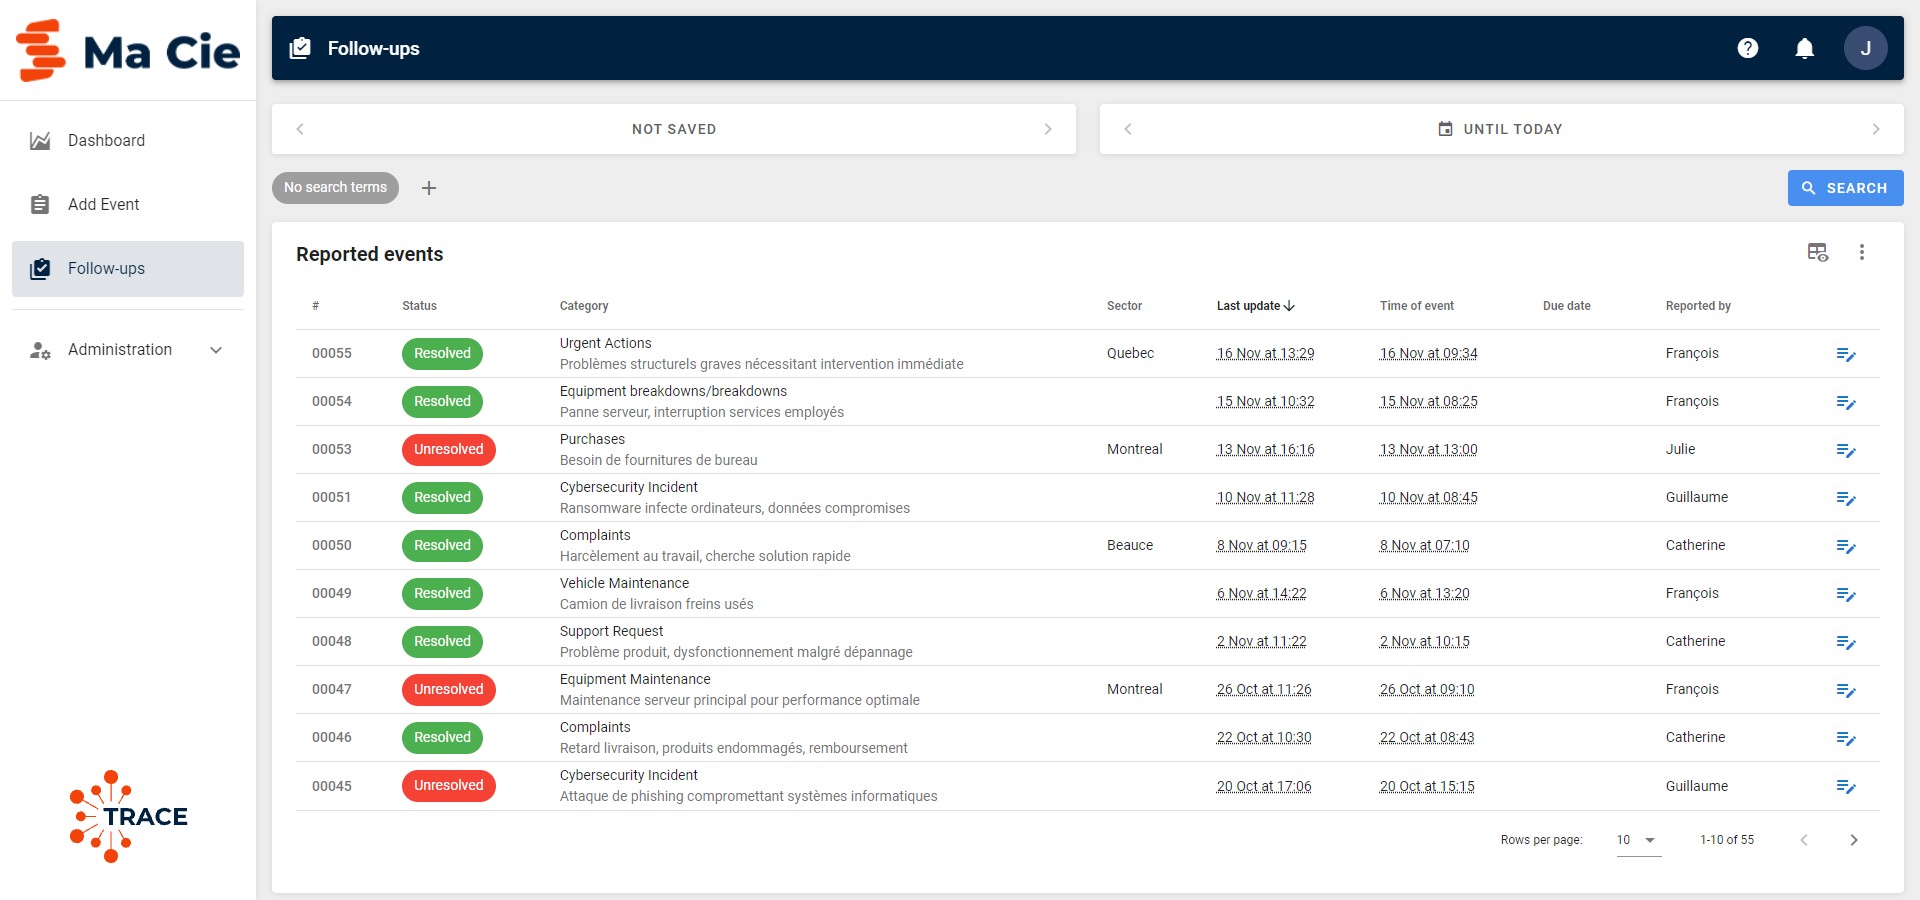 Ma Cie
Follow-ups
J
Dashboard
Add Event
Follow-ups
Administration
TRACE
NOT SAVED
UNTIL TODAY
No search terms
SEARCH
Reported events
# Status Category Sector Last update Time of event Due date Reported by
00055 Resolved Urgent Actions Quebec 16 Nov at 13:29 16 Nov at 09:34 François
Problèmes structurels graves nécessitant intervention immédiate
00054 Resolved Equipment breakdowns/breakdowns 15 Nov at 10:32 15 Nov at 08:25 François
Panne serveur, interruption services employés
00053 Unresolved Purchases Montreal 13 Nov at 16:16 13 Nov at 13:00 Julie
Besoin de fournitures de bureau
00051 Resolved Cybersecurity Incident 10 Nov at 11:28 10 Nov at 08:45 Guillaume
Ransomware infecte ordinateurs, données compromises
00050 Resolved Complaints Beauce 8 Nov at 09:15 8 Nov at 07:10 Catherine
Harcèlement au travail, cherche solution rapide
00049 Resolved Vehicle Maintenance 6 Nov at 14:22 6 Nov at 13:20 François
Camion de livraison freins usés
00048 Resolved Support Request 2 Nov at 11:22 2 Nov at 10:15 Catherine
Problème produit, dysfonctionnement malgré dépannage
00047 Unresolved Equipment Maintenance Montreal 26 Oct at 11:26 26 Oct at 09:10 François
Maintenance serveur principal pour performance optimale
00046 Resolved Complaints 22 Oct at 10:30 22 Oct at 08:43 Catherine
Retard livraison, produits endommagés, remboursement
00045 Unresolved Cybersecurity Incident 20 Oct at 17:06 20 Oct at 15:15 Guillaume
Attaque de phishing compromettant systèmes informatiques
Rows per page: 10 1-10 of 55